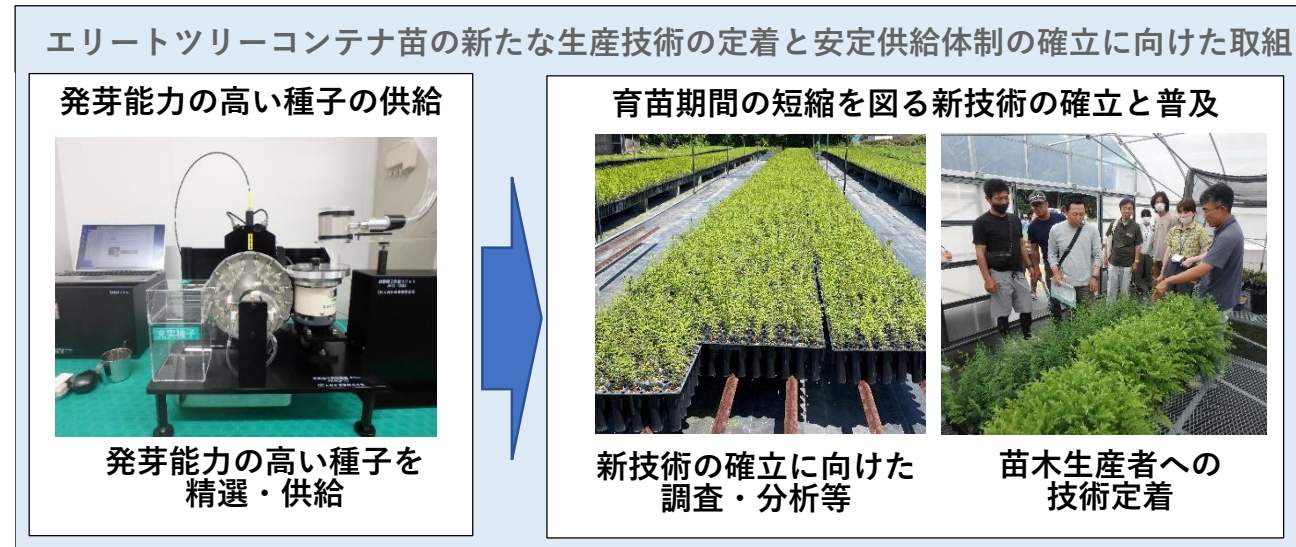 エリートツリーコンテナ苗の新たな生産技術の定着と安定供給体制の確立に向けた取組
発芽能力の高い種子の供給
充実種子
発芽能力の高い種子を
精選・供給
育苗期間の短縮を図る新技術の確立と普及
新技術の確立に向けた
調査・分析等
苗木生産者への
技術定着